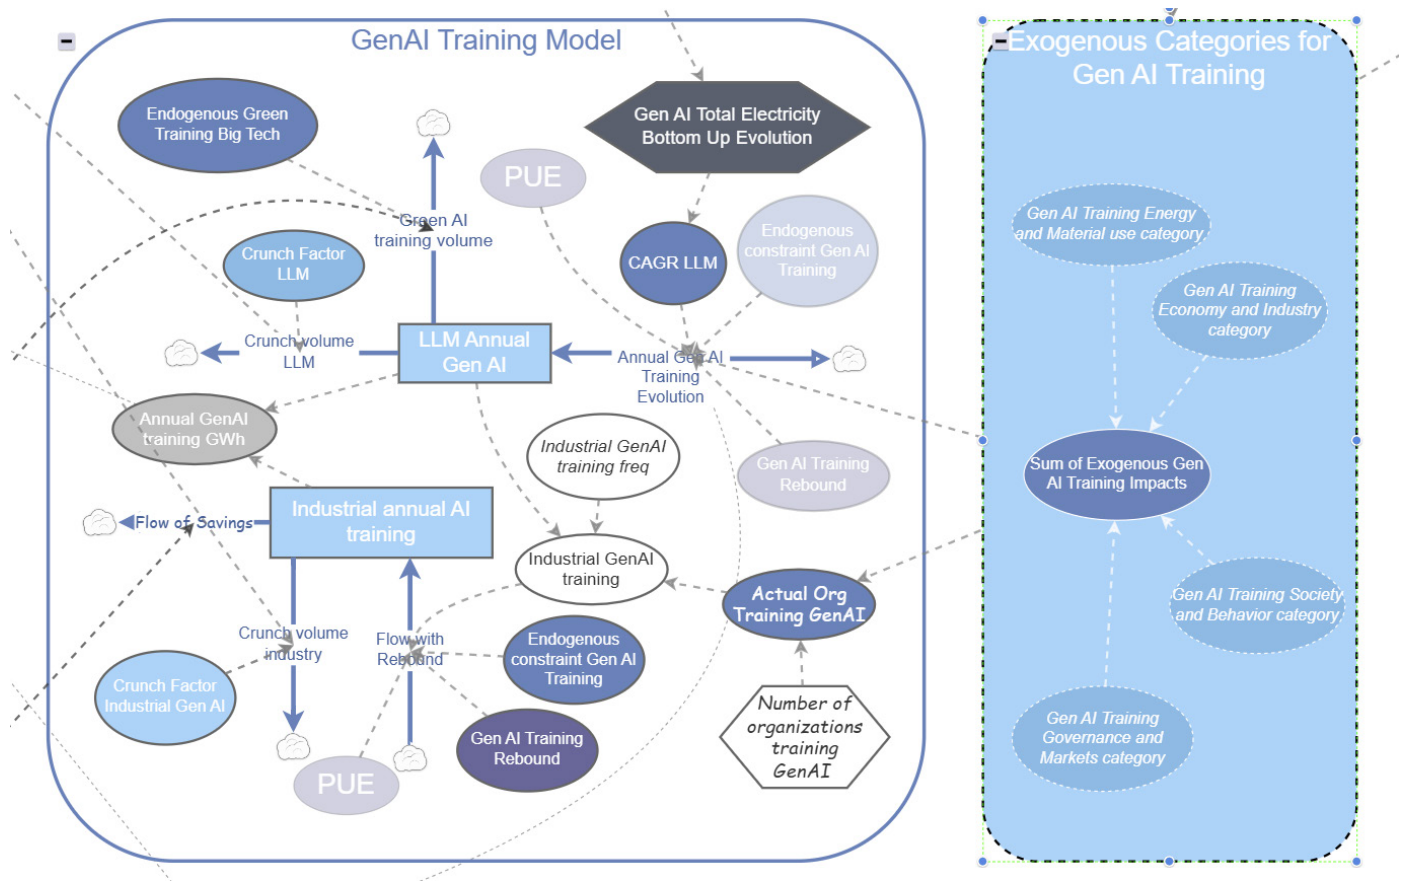 GenAI Training Model
Endogenous Green
Training Big Tech
Gen AI Total Electricity
Bottom Up Evolution
PUE
Green AI
training volume
Crunch Factor
LLM
CAGR LLM
Endogenous
constraint Gen AI
Training
Crunch volume
LLM
LLM Annual
Gen AI
Annual Gen AI
Training
Evolution
Annual GenAI
training GWh
Industrial GenAI
training freq
Gen AI Training
Rebound
Industrial annual AI
training
Flow of Savings
Industrial GenAI
training
Actual Org
Training GenAI
Crunch volume
industry
Flow with
Rebound
Endogenous
constraint Gen AI
Training
Crunch Factor
Industrial Gen AI
Gen AI Training
Rebound
Number of
organizations
training
GenAI
PUE
Exogenous Categories for
Gen AI Training
Gen AI Training Energy
and Material use category
Gen AI Training
Economy and Industry
category
Sum of Exogenous Gen
AI Training Impacts
Gen AI Training Society
and Behavior category
Gen AI Training
Governance and
Markets category